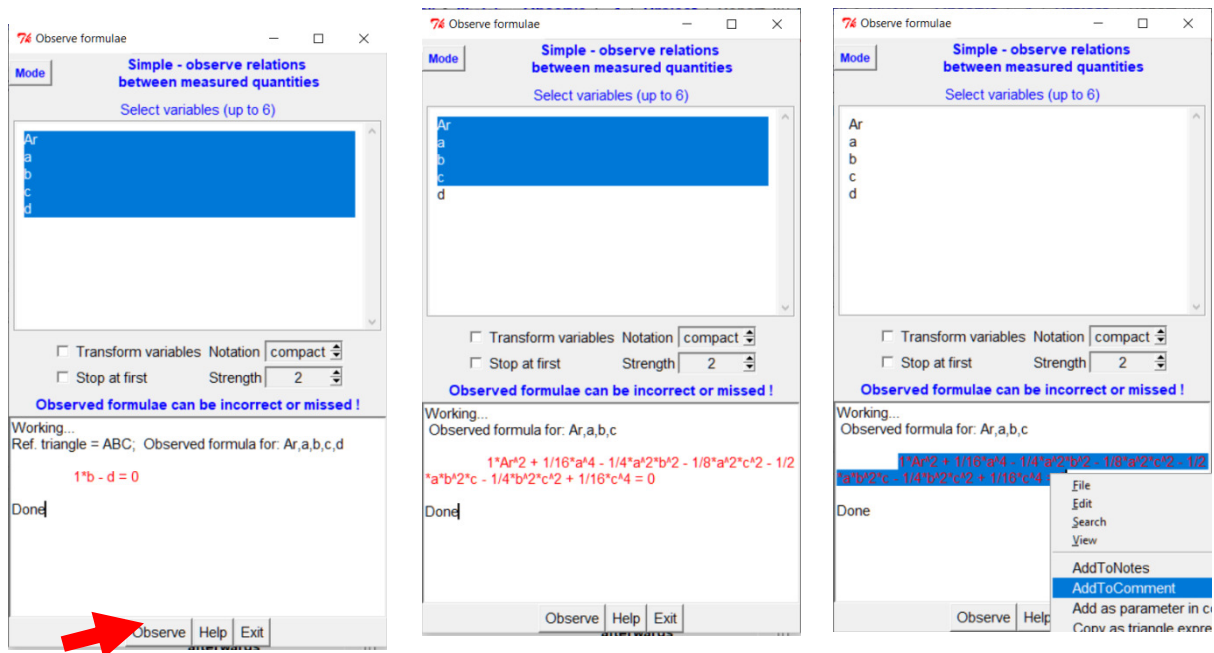 Observe formulae
Mode
Simple - observe relations
between measured quantities
Select variables (up to 6)
Ar
a
b
c
d
Transform variables Notation compact
Stop at first Strength 2
Observed formulae can be incorrect or missed !
Working...
Ref. triangle = ABC; Observed formula for: Ar,a,b,c,d
1*b - d = 0
Done
Observe Help Exit
Observe formulae
Mode
Simple - observe relations
between measured quantities
Select variables (up to 6)
Ar
a
b
c
d
Transform variables Notation compact
Stop at first Strength 2
Observed formulae can be incorrect or missed !
Working...
Observed formula for: Ar,a,b,c
1*Ar^2 + 1/16*a^4 - 1/4*a^2*b^2 - 1/8*a^2*c^2 - 1/2
*a*b^2*c - 1/4*b^2*c^2 + 1/16*c^4 = 0
Done
Observe Help Exit
Observe formulae
Mode
Simple - observe relations
between measured quantities
Select variables (up to 6)
Ar
a
b
c
d
Transform variables Notation compact
Stop at first Strength 2
Observed formulae can be incorrect or missed !
Working...
Observed formula for: Ar,a,b,c
1*Ar^2 + 1/16*a^4 - 1/4*a^2*b^2 - 1/8*a^2*c^2 - 1/2
*a*b^2*c - 1/4*b^2*c^2 + 1/16*c^4
Done
File
Edit
Search
View
AddToNotes
AddToComment
Add as parameter in
Copy as triangle
Observe Help